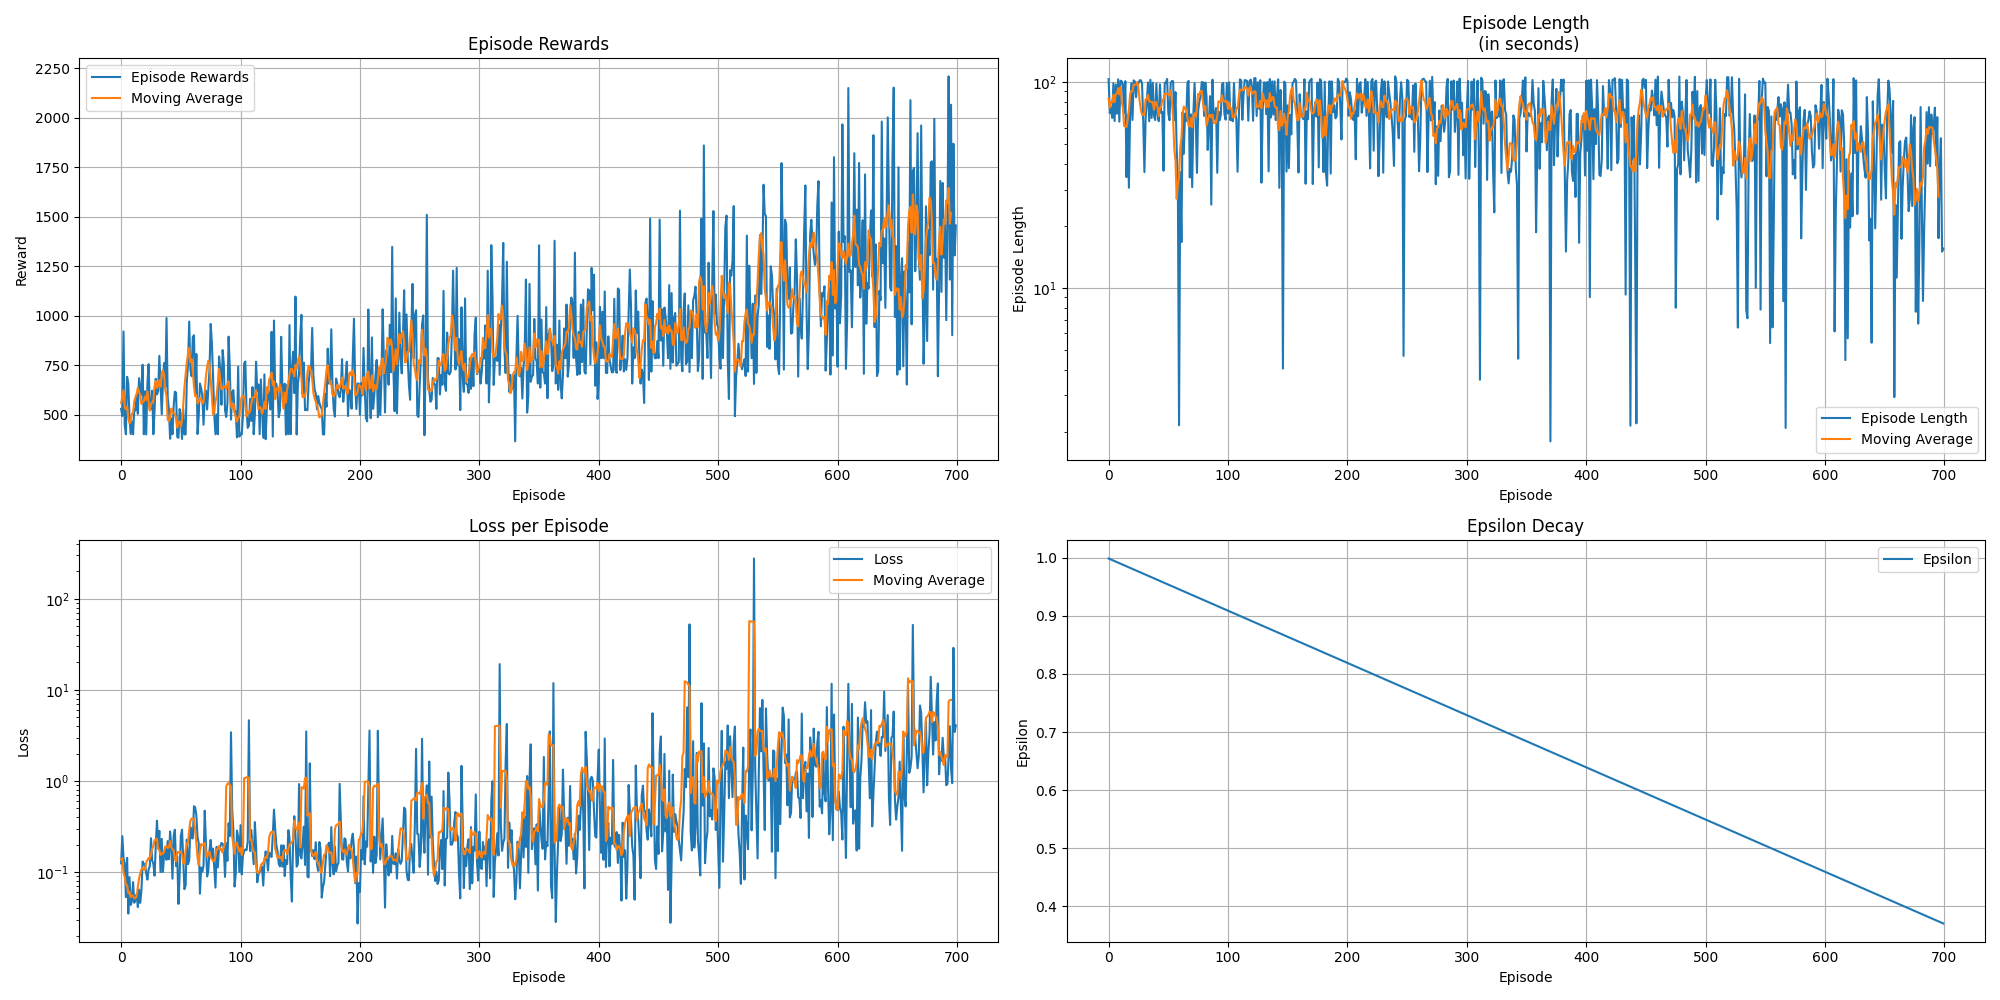 Episode Rewards
Episode Rewards
Moving Average
2250
2000
1750
1500
1250
1000
750
500
Reward
0 100 200 300 400 500 600 700
Episode
Episode Length
(in seconds)
10²
10¹
Episode Length
Episode Length
Moving Average
0 100 200 300 400 500 600 700
Episode
Loss per Episode
Loss
Moving Average
10²
10¹
10⁰
10⁻¹
Loss
0 100 200 300 400 500 600 700
Episode
Epsilon Decay
Epsilon
1.0
0.9
0.8
0.7
0.6
0.5
0.4
Epsilon
0 100 200 300 400 500 600 700
Episode